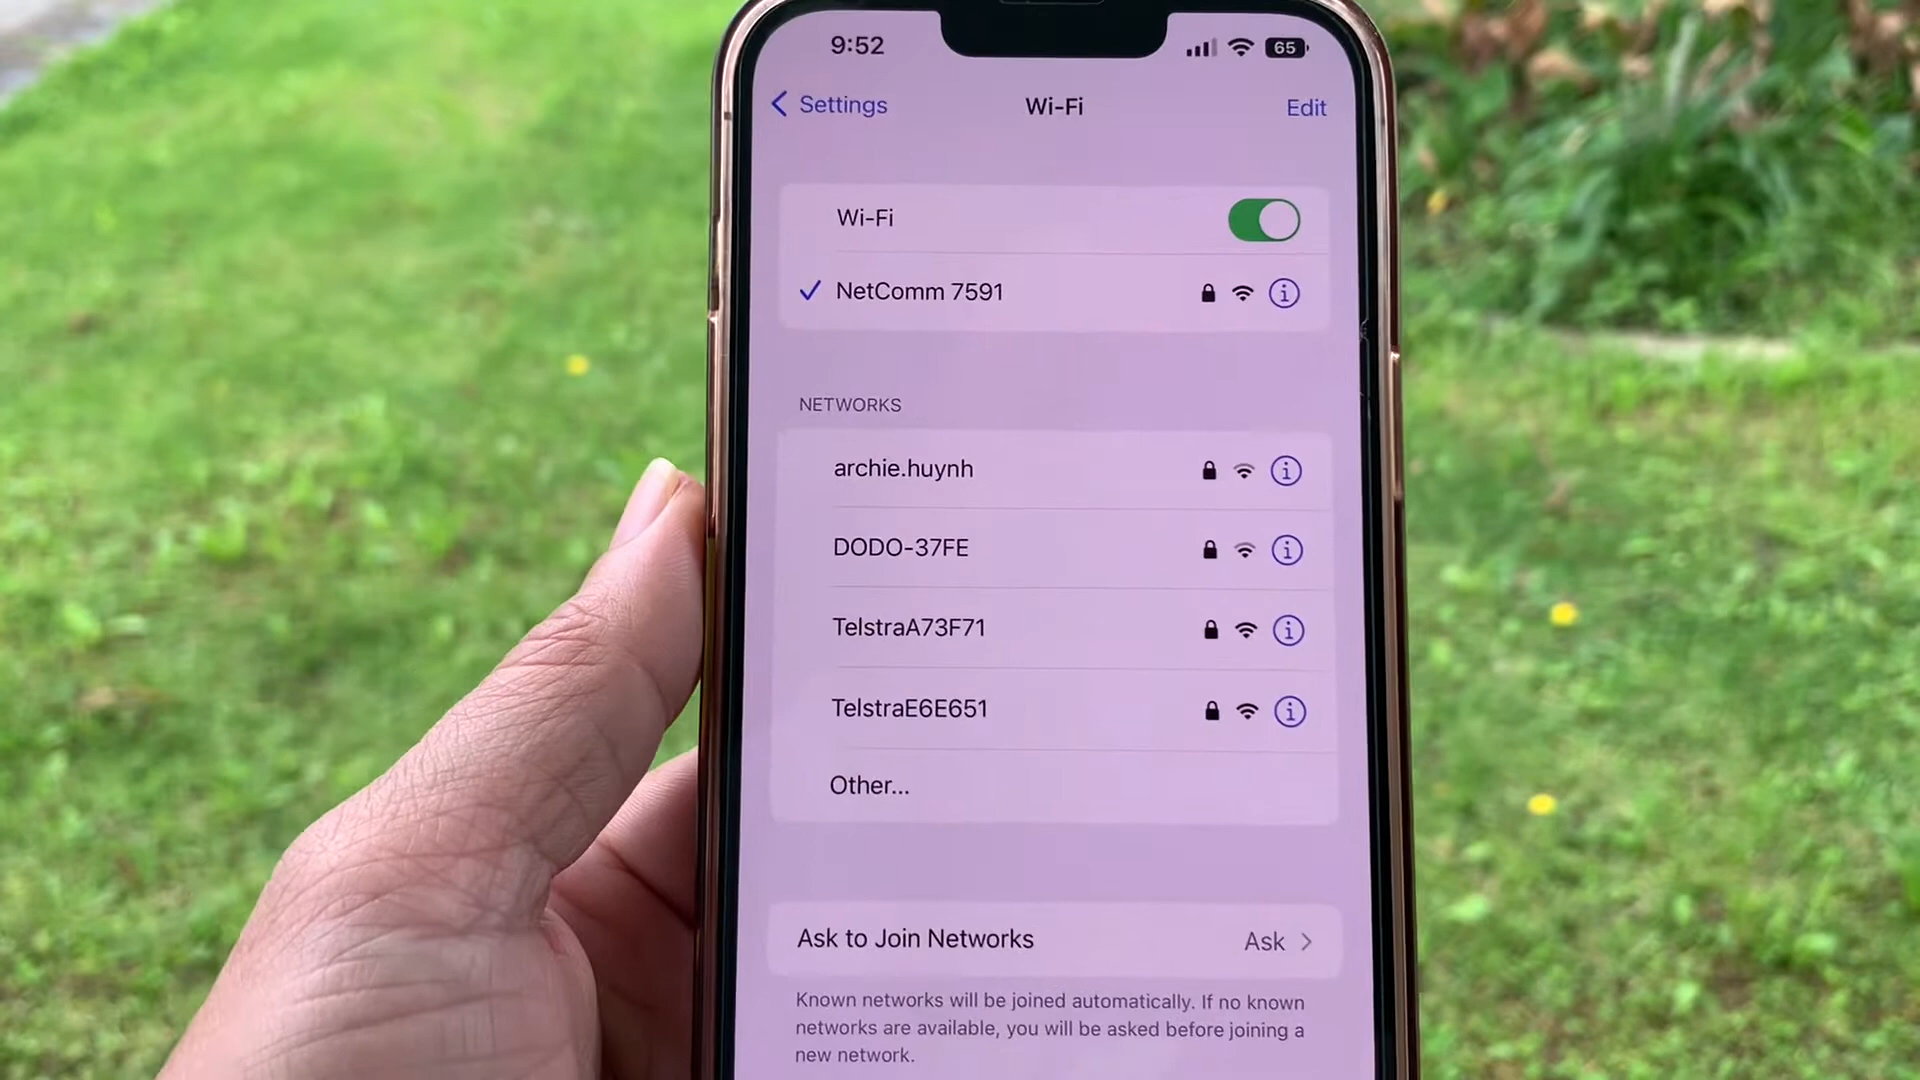 9:52
65
Settings
Wi-Fi
Edit
Wi-Fi
NetComm 7591
NETWORKS
archie.huynh
DODO-37FE
TelstraA73F71
TelstraE6E651
Other...
Ask to Join Networks
Ask
Known networks will be joined automatically. If no known
networks are available, you will be asked before joining a
new network.